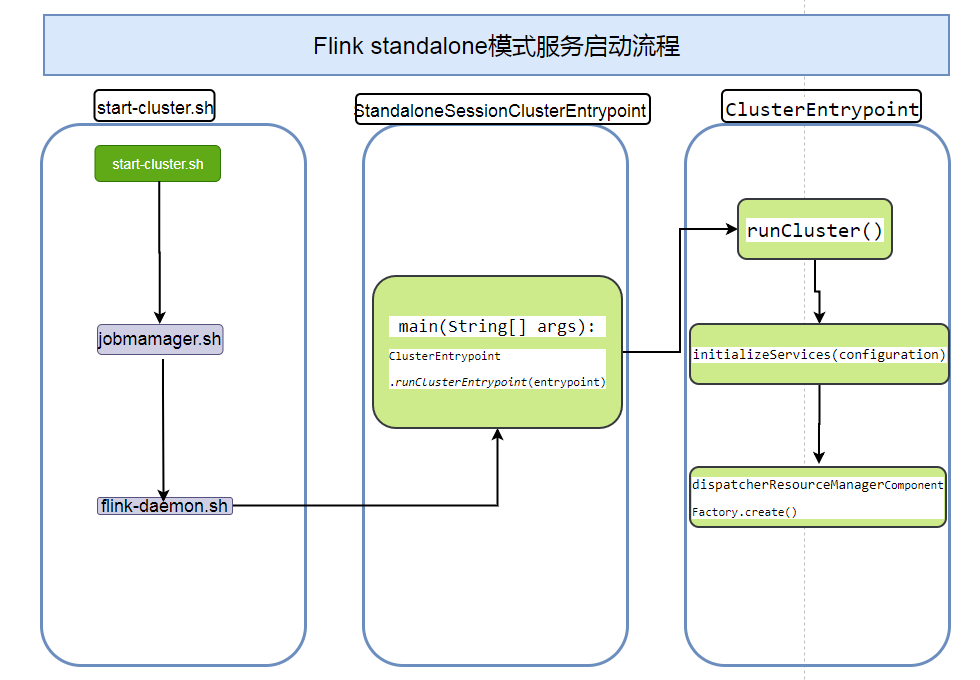 Flink standalone模式服务启动流程
start-cluster.sh
start-cluster.sh
jobmamager.sh
flink-daemon.sh
StandaloneSessionClusterEntrypoint
main(String[] args):
ClusterEntrypoint
.runClusterEntrypoint(entrypoint)
ClusterEntrypoint
runCluster()
initializeServices(configuration)
dispatcherResourceManagerComponent
Factory.create()